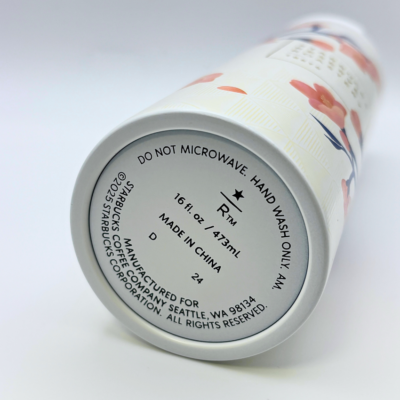 DO NOT MICROWAVE. HAND WASH ONLY. AM.
★
R™
16 fl. oz / 473mL
MADE IN CHINA
D 24
MANUFACTURED FOR
STARBUCKS COFFEE COMPANY SEATTLE, WA 98134
©2025 STARBUCKS CORPORATION. ALL RIGHTS RESERVED.